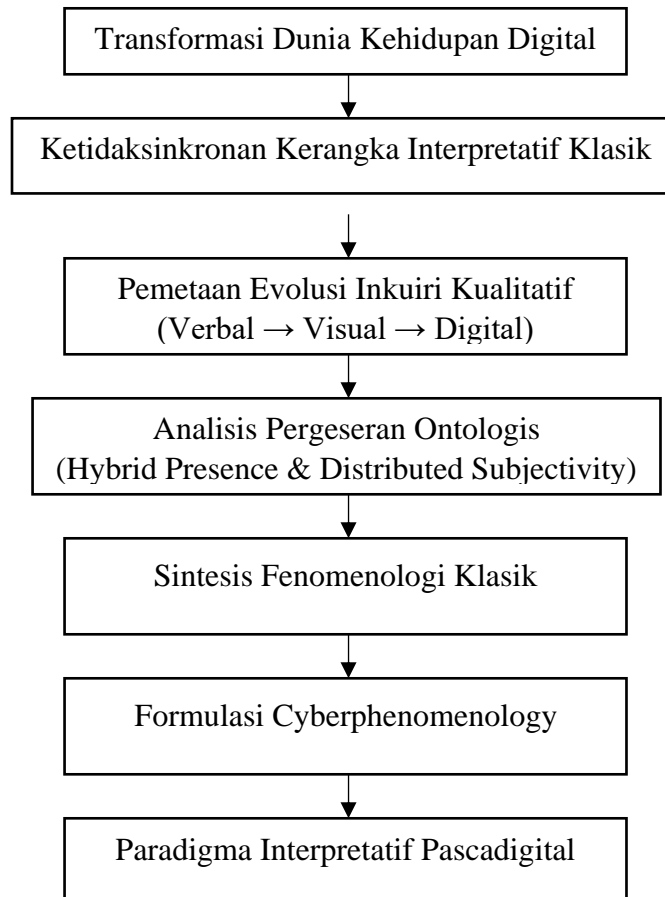 Transformasi Dunia Kehidupan Digital
Ketidaksinkronan Kerangka Interpretatif Klasik
Pemetaan Evolusi Inkuiri Kualitatif
(Verbal → Visual → Digital)
Analisis Pergeseran Ontologis
(Hybrid Presence & Distributed Subjectivity)
Sintesis Fenomenologi Klasik
Formulasi Cyberphenomenology
Paradigma Interpretatif Pascadigital